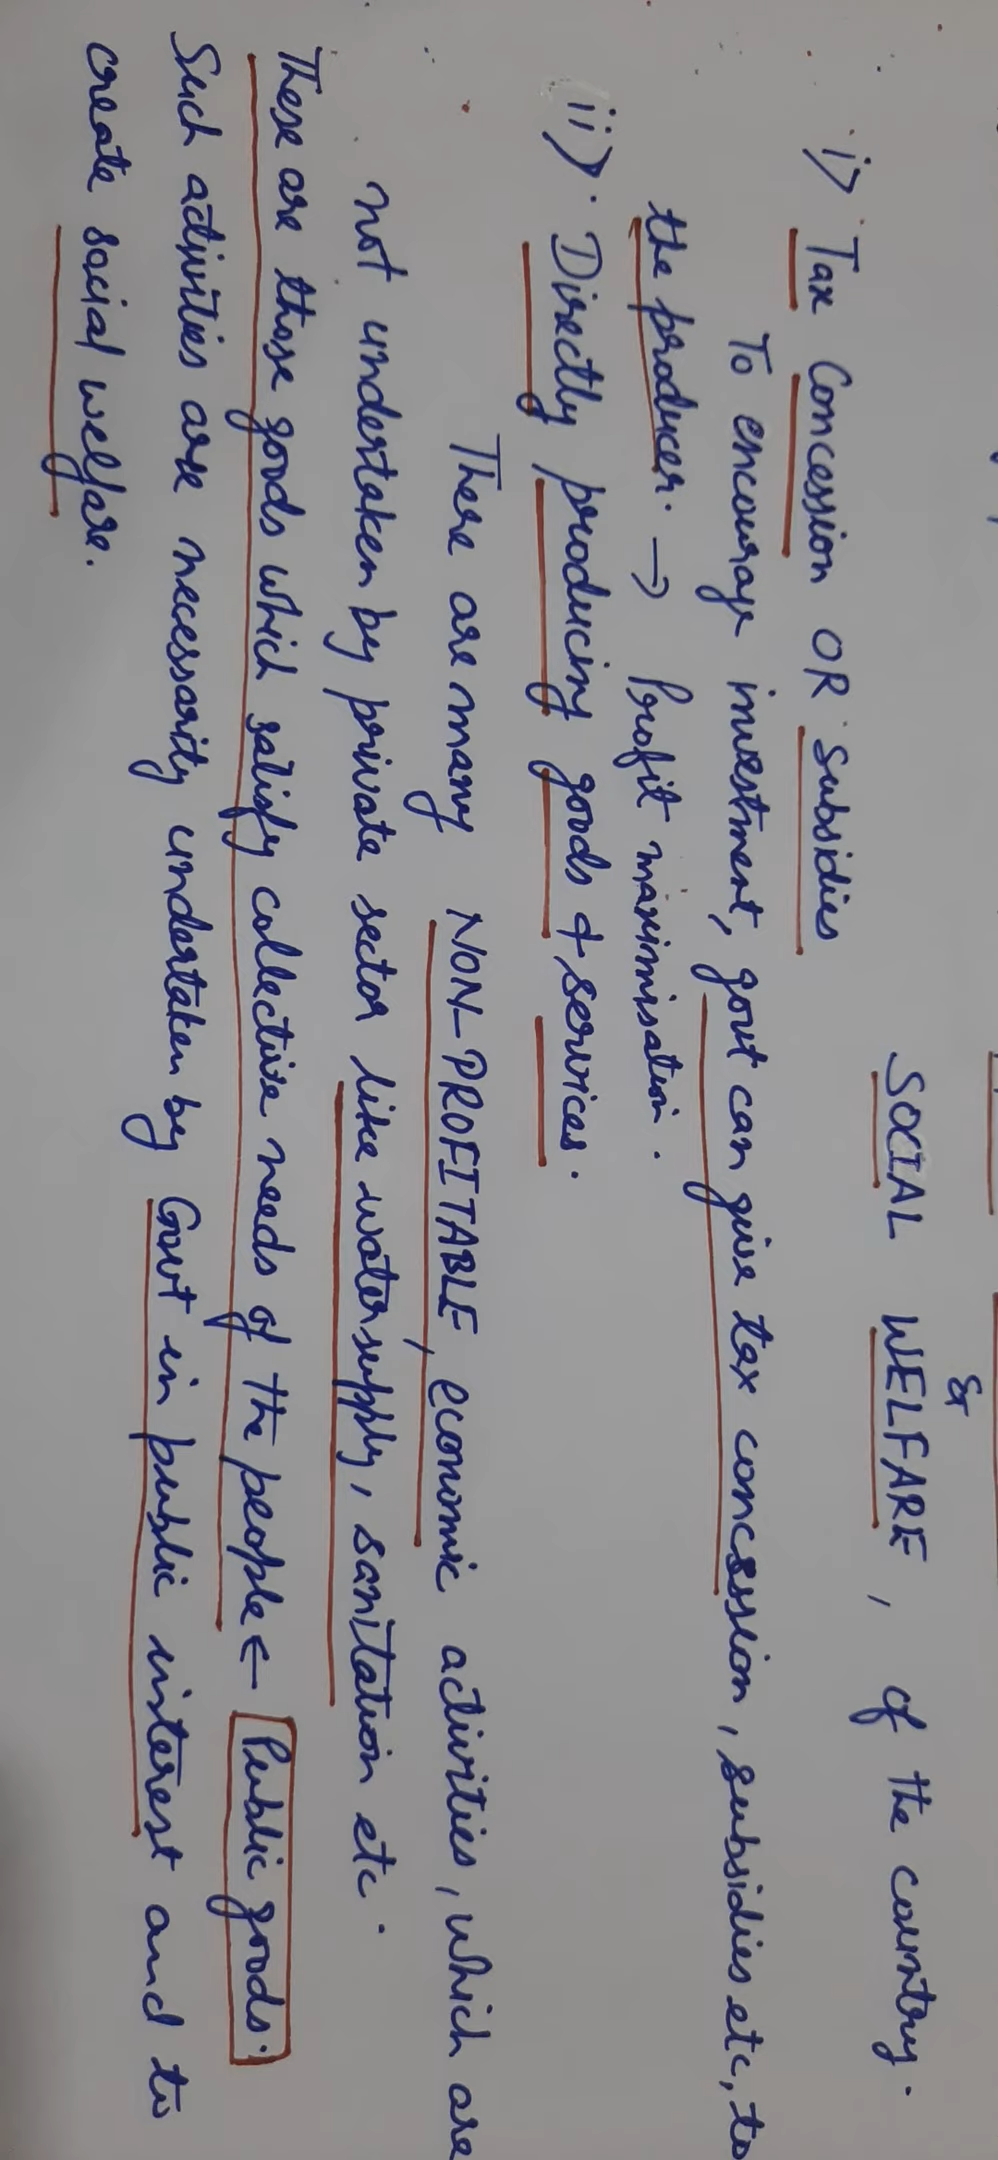 &
SOCIAL WELFARE, of the country.
i> Tax Concession OR Subsidies
To encourage investment, govt can give tax concession, subsidies etc, to
the producer. → Profit maximisation.
ii>. Directly producing goods & services.
There are many NON-PROFITABLE, economic activities, which are
not undertaken by private sector like water supply, sanitation etc.
These are those goods which satisfy collective needs of the people ← Public goods.
Such activities are necessarily undertaken by Govt in public interest and to
create social welfare.